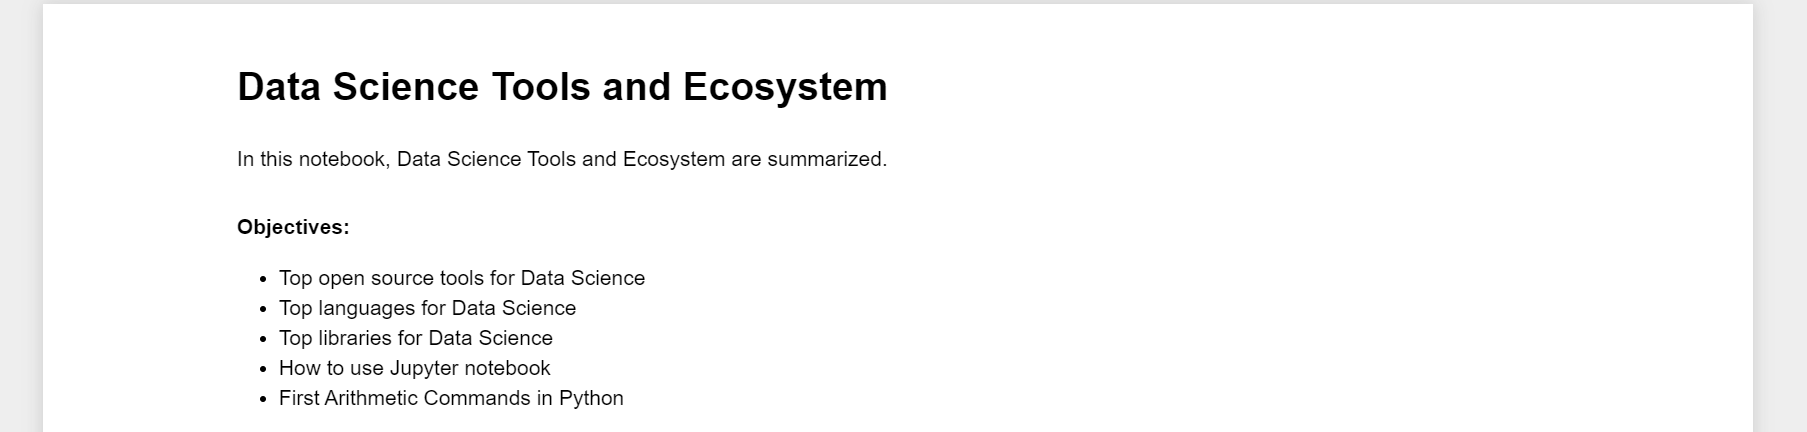 Data Science Tools and Ecosystem
In this notebook, Data Science Tools and Ecosystem are summarized.
Objectives:
• Top open source tools for Data Science
• Top languages for Data Science
• Top libraries for Data Science
• How to use Jupyter notebook
• First Arithmetic Commands in Python